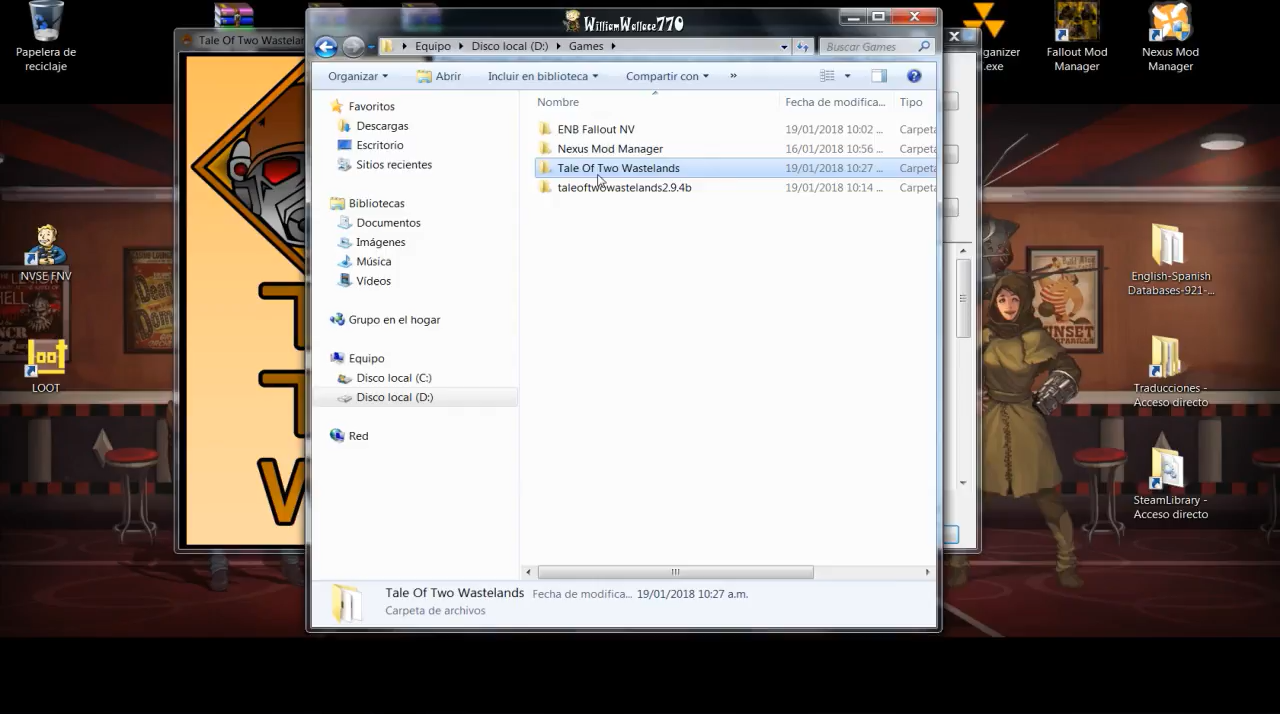 Papelera de
reciclaje
NVSE FNV
LOOT
Tale Of Two Wastelan
T
T
W
WilliamWallace770
Equipo
Disco local (D:)
Games
Buscar Games
Organizar
Abrir
Incluir en biblioteca
Compartir con
»
Favoritos
Descargas
Escritorio
Sitios recientes
Bibliotecas
Documentos
Imágenes
Música
Vídeos
Grupo en el hogar
Equipo
Disco local (C:)
Disco local (D:)
Red
Nombre Fecha de modifica... Tipo
ENB Fallout NV 19/01/2018 10:02 ... Carpeta
Nexus Mod Manager 16/01/2018 10:56 ... Carpeta
Tale Of Two Wastelands 19/01/2018 10:27 ... Carpeta
taleoftwowastelands2.9.4b 19/01/2018 10:14 ... Carpeta
Tale Of Two Wastelands Fecha de modifica... 19/01/2018 10:27 a.m.
Carpeta de archivos
ganizer
.exe
Fallout Mod
Manager
Nexus Mod
Manager
English-Spanish
Databases-921-...
Traducciones -
Acceso directo
SteamLibrary -
Acceso directo